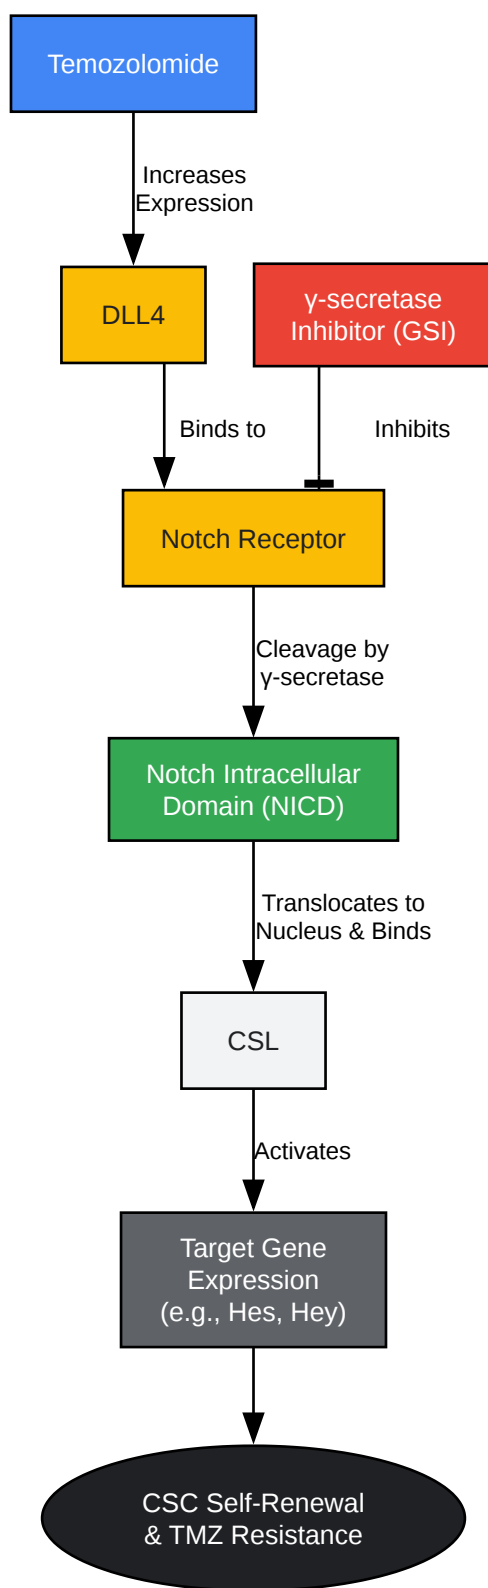 Temozolomide
Increases
Expression
DLL4
γ-secretase
Inhibitor (GSI)
Binds to
Inhibits
Notch Receptor
Cleavage by
γ-secretase
Notch Intracellular
Domain (NICD)
Translocates to
Nucleus & Binds
CSL
Activates
Target Gene
Expression
(e.g., Hes, Hey)
CSC Self-Renewal
& TMZ Resistance